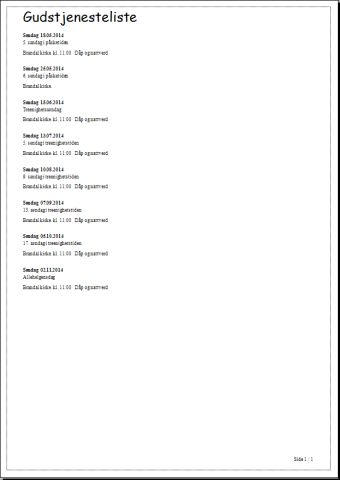 Gudstjenesteliste
Søndag 18.05.2014
5. søndag i påsketiden
Brandal kirke kl. 11:00 Dåp og nattverd
Søndag 25.05.2014
6. søndag i påsketiden
Brandal kirke
Søndag 15.06.2014
Treenighetssøndag
Brandal kirke kl. 11:00 Dåp og nattverd
Søndag 13.07.2014
5. søndag i treenighetstiden
Brandal kirke kl. 11:00 Dåp og nattverd
Søndag 10.08.2014
9. søndag i treenighetstiden
Brandal kirke kl. 11:00 Dåp og nattverd
Søndag 07.09.2014
13. søndag i treenighetstiden
Brandal kirke kl. 11:00 Dåp og nattverd
Søndag 05.10.2014
17. søndag i treenighetstiden
Brandal kirke kl. 11:00 Dåp og nattverd
Søndag 02.11.2014
Allehelgensdag
Brandal kirke kl. 11:00 Dåp og nattverd
Side 1 / 1